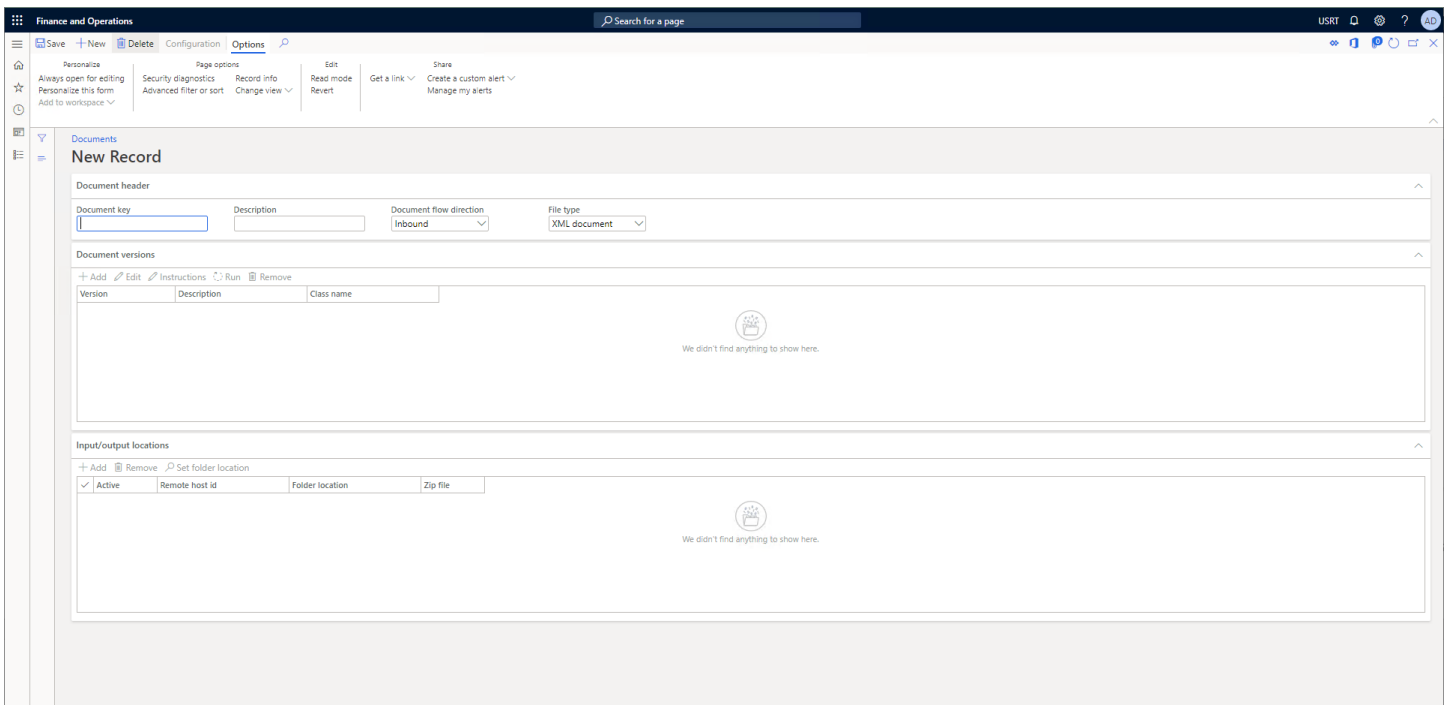 Finance and Operations
Search for a page
USRT
?
AD
Save New Delete Configuration Options
0
Personalize Page options Edit Share
Always open for editing Security diagnostics Record info Read mode Get a link Create a custom alert
Personalize this form Advanced filter or sort Change view Revert Manage my alerts
Add to workspace
Documents
New Record
Document header
Document key Description Document flow direction File type
Inbound XML document
Document versions
Add Edit Instructions Run Remove
Version Description Class name
We didn't find anything to show here.
Input/output locations
Add Remove Set folder location
Active Remote host id Folder location Zip file
We didn't find anything to show here.